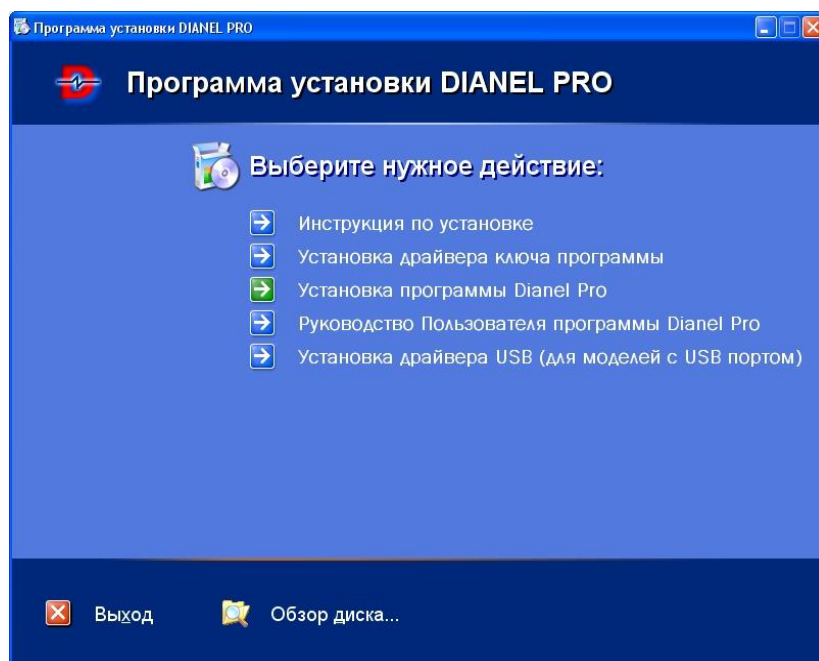 Программа установки DIANEL PRO
Программа установки DIANEL PRO
Выберите нужное действие:
Инструкция по установке
Установка драйвера ключа программы
Установка программы Dianel Pro
Руководство Пользователя программы Dianel Pro
Установка драйвера USB (для моделей с USB портом)
Выход
Обзор диска...